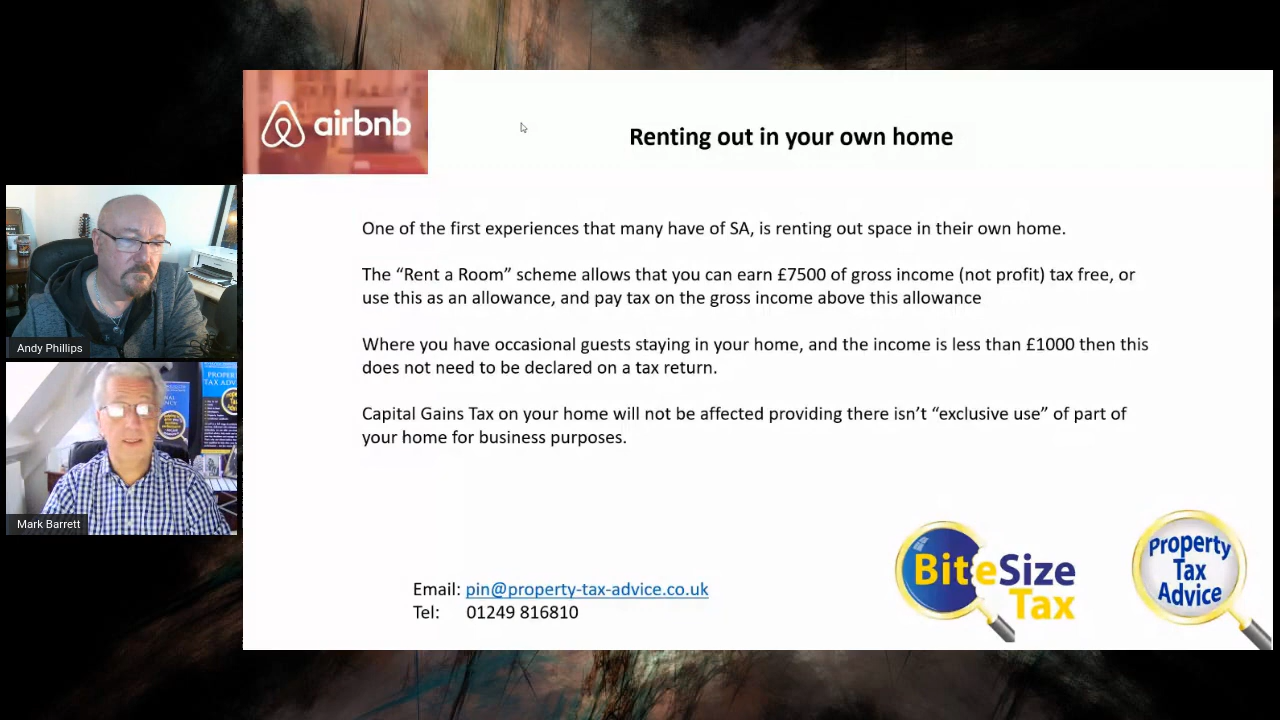 airbnb
Renting out in your own home
One of the first experiences that many have of SA, is renting out space in their own home.
The “Rent a Room” scheme allows that you can earn £7500 of gross income (not profit) tax free, or
use this as an allowance, and pay tax on the gross income above this allowance
Where you have occasional guests staying in your home, and the income is less than £1000 then this
does not need to be declared on a tax return.
Capital Gains Tax on your home will not be affected providing there isn’t “exclusive use” of part of
your home for business purposes.
Email: pin@property-tax-advice.co.uk
Tel: 01249 816810
BiteSize
Tax
Property
Tax
Advice
Andy Phillips
Mark Barrett